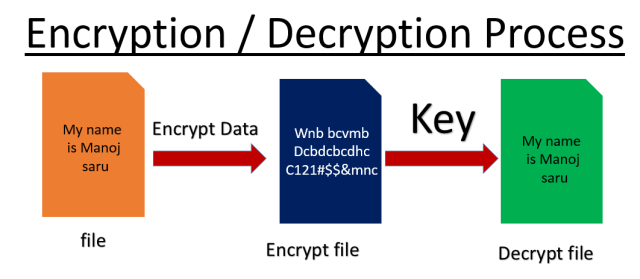 Encryption / Decryption Process
My name
is Manoj
saru
Encrypt Data
Wnb bcvmb
Dcbdcbcdhc
C121#$$&mnc
Key
My name
is Manoj
saru
file
Encrypt file
Decrypt file